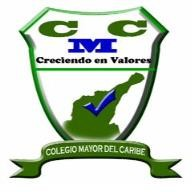 C C
M
Creciendo en Valores
COLEGIO MAYOR DEL CARIBE